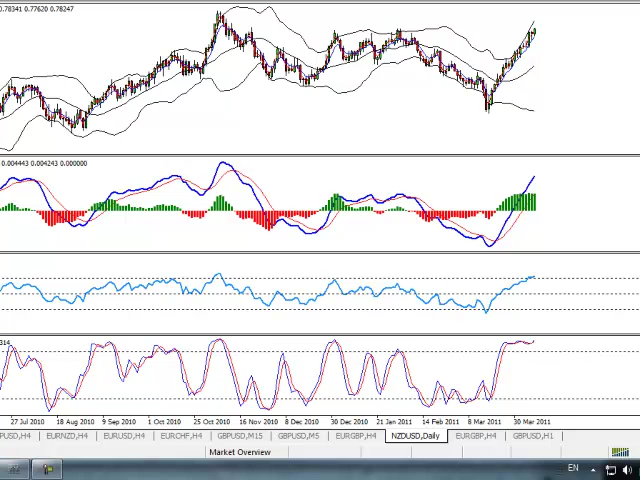 0.78341 0.77620 0.78247
0.004443 0.004243 0.000000
27 Jul 2010 18 Aug 2010 9 Sep 2010 1 Oct 2010 25 Oct 2010 16 Nov 2010 8 Dec 2010 30 Dec 2010 21 Jan 2011 14 Feb 2011 8 Mar 2011 30 Mar 2011
PUSD,H4 EURNZD,H4 EURUSD,H4 EURCHF,H4 GBPUSD,M15 GBPUSD,M5 EURGBP,H4 NZDUSD,Daily EURGBP,H4 GBPUSD,H1
Market Overview
EN